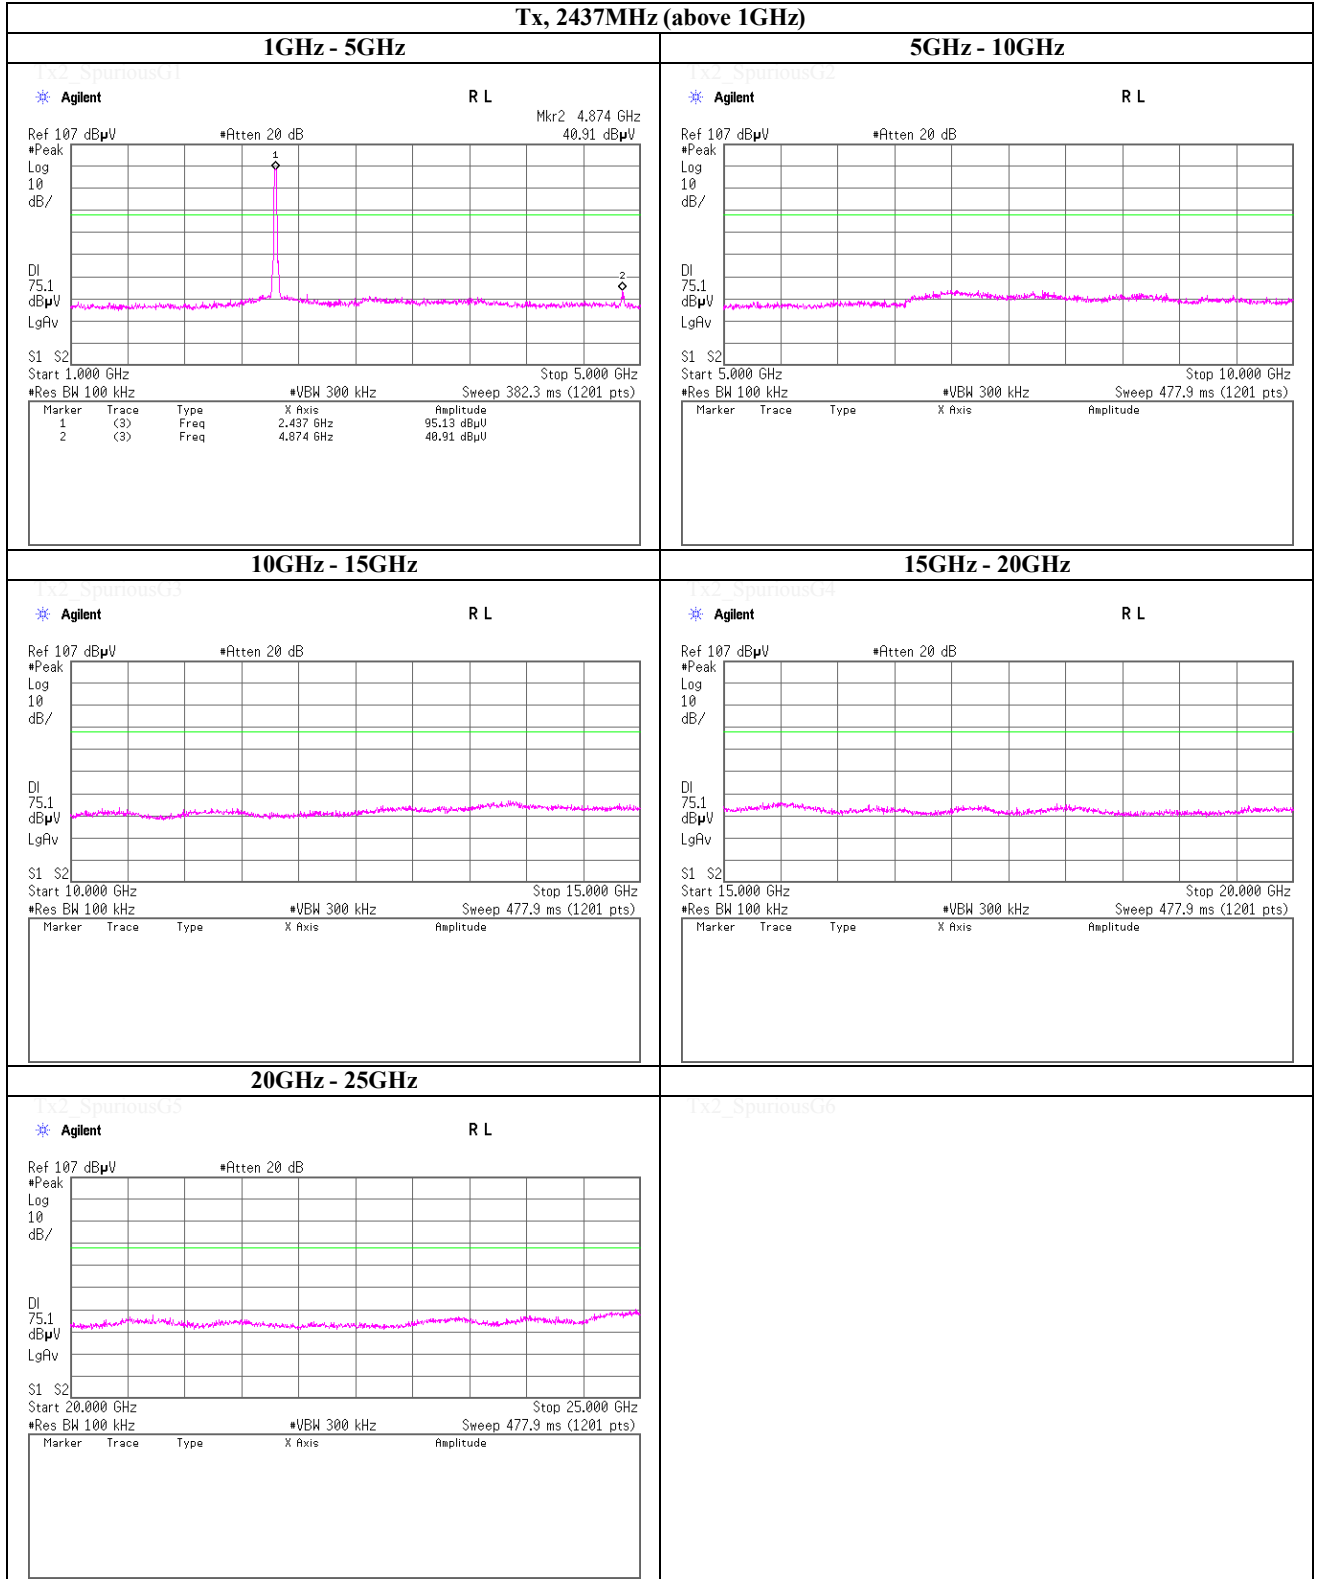 Tx, 2437MHz (above 1GHz)
1GHz - 5GHz
Tx2_SpuriousG1
Agilent
R L
Mkr2 4.874 GHz
Ref 107 dBµV #Atten 20 dB 40.91 dBµV
#Peak
Log
10
dB/
1
2
DI
75.1
dBµV
LgAv
S1 S2
Start 1.000 GHz Stop 5.000 GHz
#Res BW 100 kHz #VBW 300 kHz Sweep 382.3 ms (1201 pts)
Marker Trace Type X Axis Amplitude
1 (3) Freq 2.437 GHz 95.13 dBµV
2 (3) Freq 4.874 GHz 40.91 dBµV
5GHz - 10GHz
Tx2_SpuriousG2
Agilent
R L
Ref 107 dBµV #Atten 20 dB
#Peak
Log
10
dB/
DI
75.1
dBµV
LgAv
S1 S2
Start 5.000 GHz Stop 10.000 GHz
#Res BW 100 kHz #VBW 300 kHz Sweep 477.9 ms (1201 pts)
Marker Trace Type X Axis Amplitude
10GHz - 15GHz
Tx2_SpuriousG3
Agilent
R L
Ref 107 dBµV #Atten 20 dB
#Peak
Log
10
dB/
DI
75.1
dBµV
LgAv
S1 S2
Start 10.000 GHz Stop 15.000 GHz
#Res BW 100 kHz #VBW 300 kHz Sweep 477.9 ms (1201 pts)
Marker Trace Type X Axis Amplitude
15GHz - 20GHz
Tx2_SpuriousG4
Agilent
R L
Ref 107 dBµV #Atten 20 dB
#Peak
Log
10
dB/
DI
75.1
dBµV
LgAv
S1 S2
Start 15.000 GHz Stop 20.000 GHz
#Res BW 100 kHz #VBW 300 kHz Sweep 477.9 ms (1201 pts)
Marker Trace Type X Axis Amplitude
20GHz - 25GHz
Tx2_SpuriousG5
Agilent
R L
Ref 107 dBµV #Atten 20 dB
#Peak
Log
10
dB/
DI
75.1
dBµV
LgAv
S1 S2
Start 20.000 GHz Stop 25.000 GHz
#Res BW 100 kHz #VBW 300 kHz Sweep 477.9 ms (1201 pts)
Marker Trace Type X Axis Amplitude
Tx2_SpuriousG6